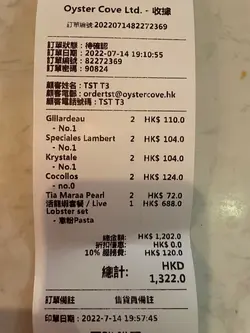 Oyster Cove Ltd. - 收據
訂單編號 2022071482272369
訂單狀態：待確認
訂單日期：2022-07-14 19:10:55
訂單編號：82272369
訂單密碼：90824
顧客姓名：TST T3
顧客電郵：ordertst@oystercove.hk
顧客電話號碼：TST T3
Gillardeau 2 HK$ 110.0
- No.1
Speciales Lambert 2 HK$ 104.0
- No.1
Krystale 2 HK$ 104.0
- No.1
Cocollos 2 HK$ 124.0
- no.0
Tia Maraa Pearl 2 HK$ 72.0
活龍蝦套餐 / Live 1 HK$ 688.0
Lobster set
- 意粉Pasta
總金額: HK$ 1,202.0
折扣優惠: HK$ 0.0
10% 服務費: HK$ 120.0
總計: HKD 1,322.0
訂單備註 售貨員備註
印單日期：2022-7-14 19:57:45